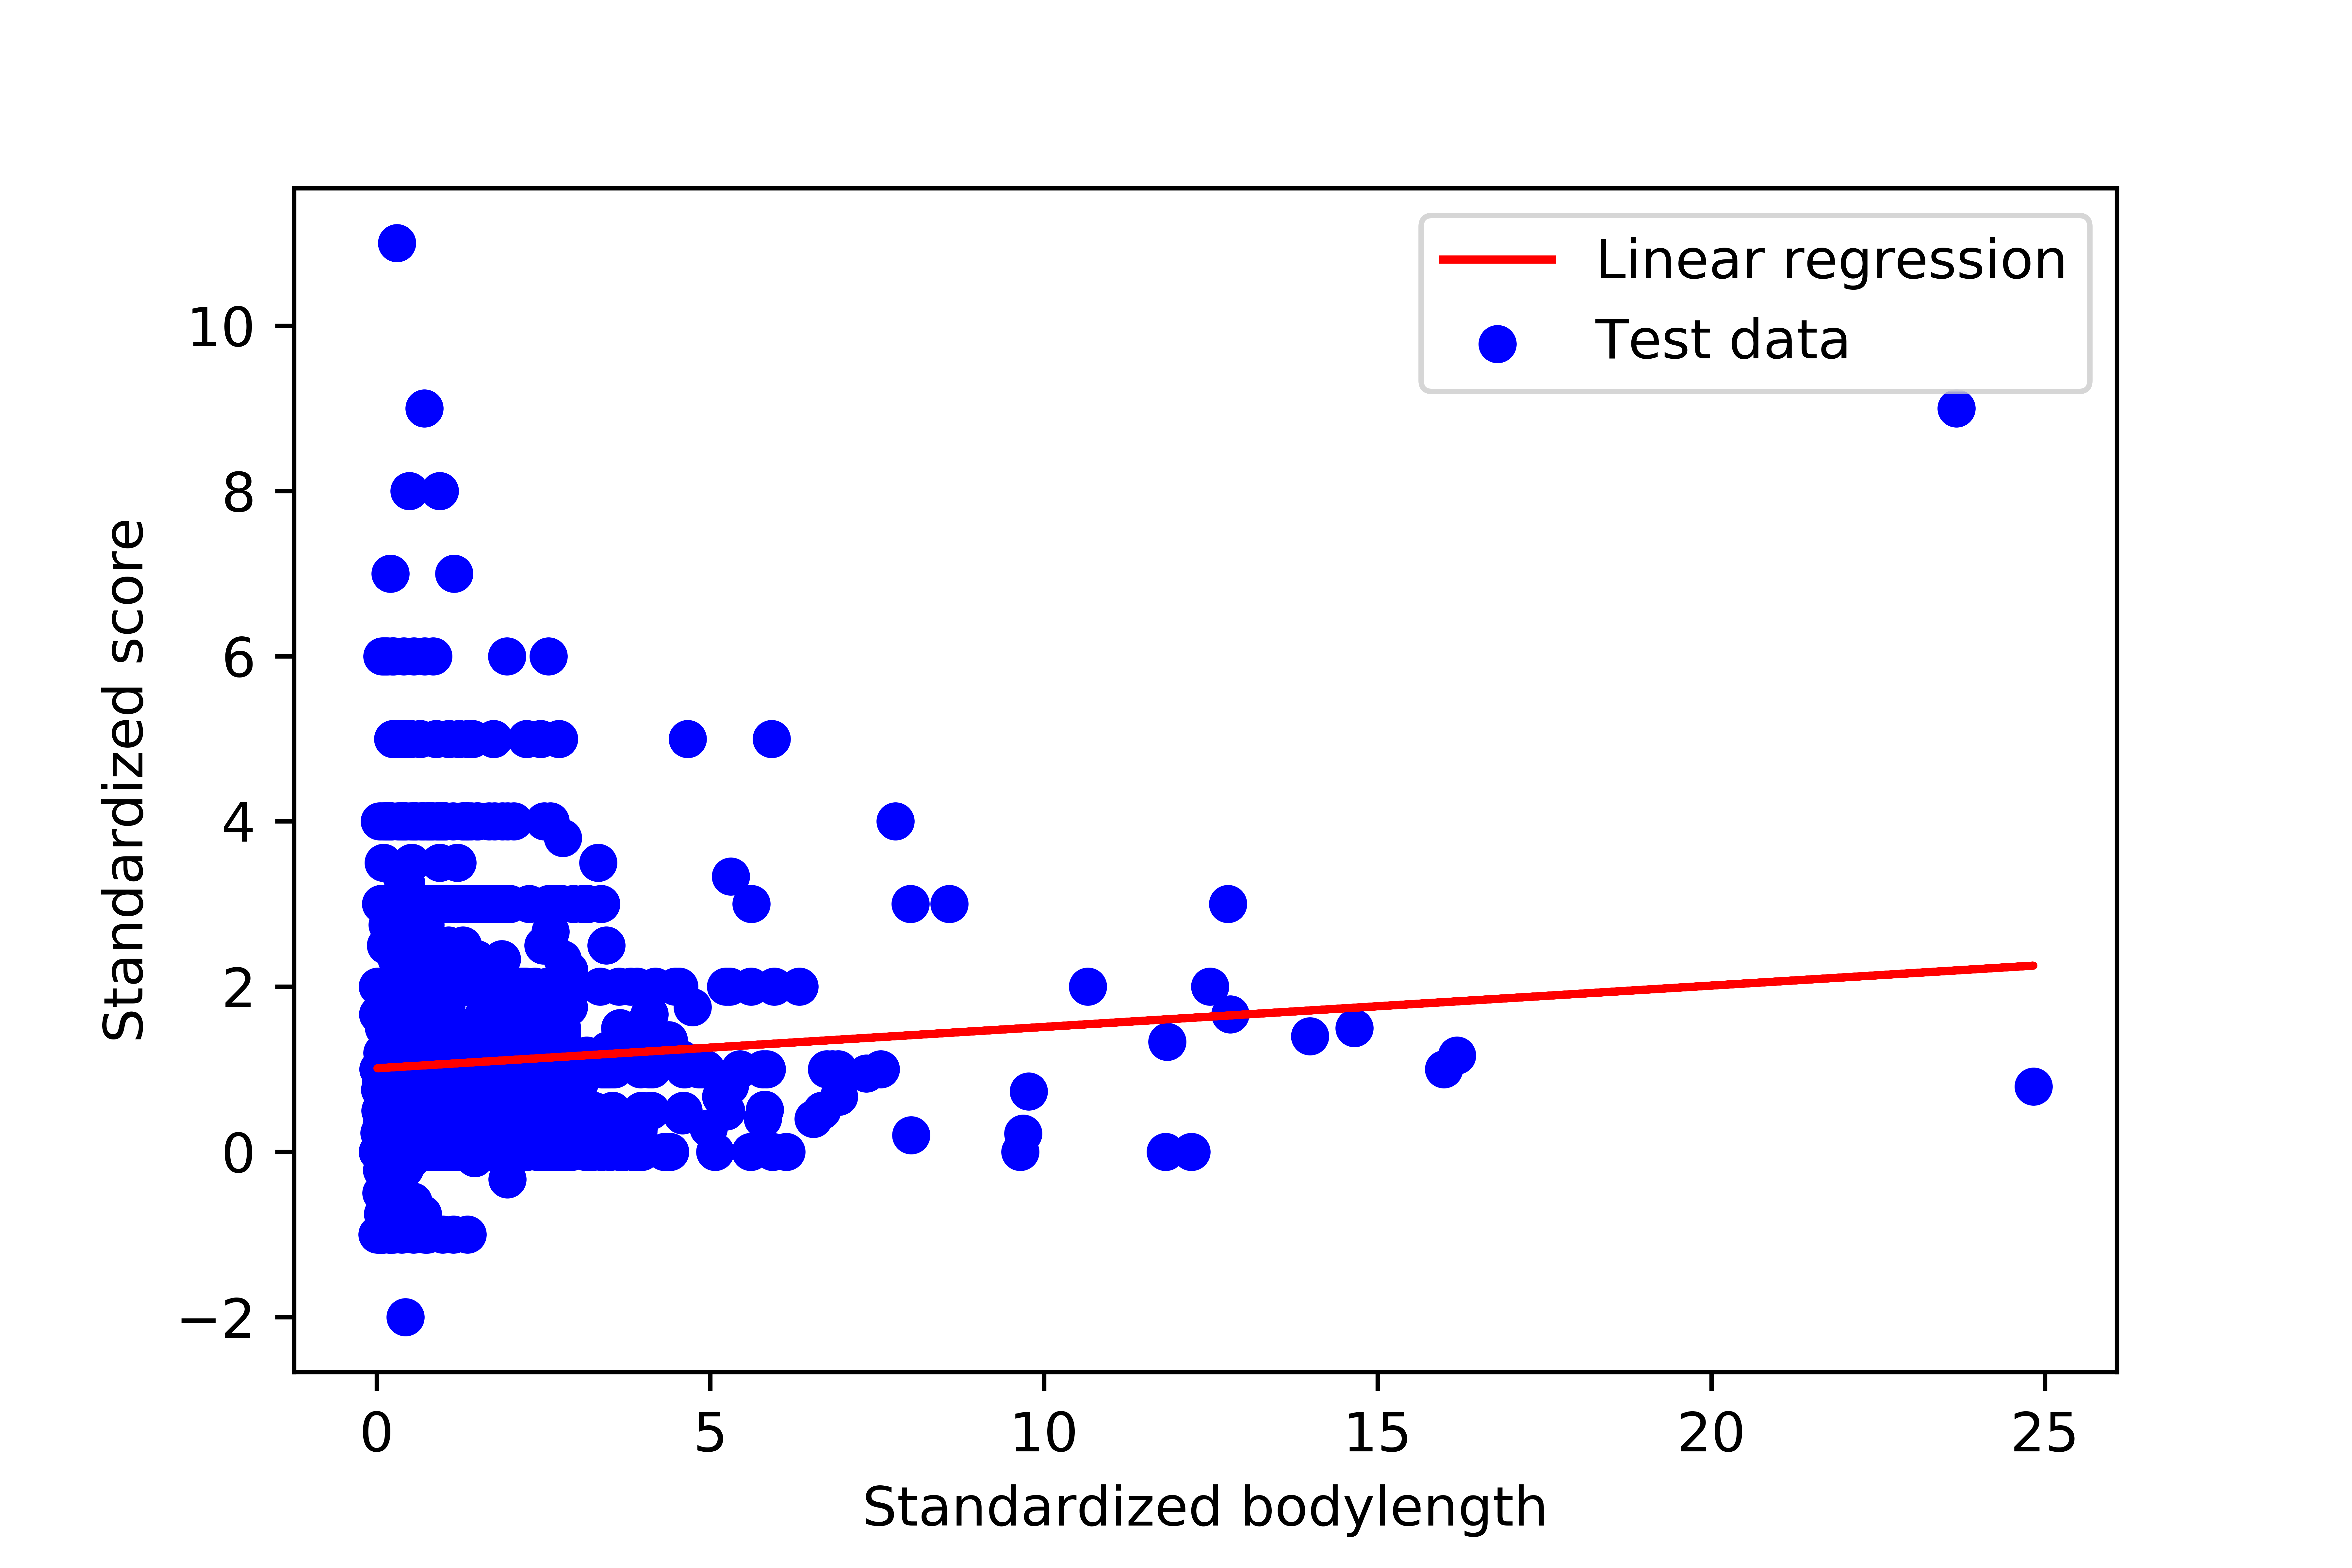 Linear regression
Test data
10
8
6
4
2
0
−2
Standardized score
0 5 10 15 20 25
Standardized bodylength